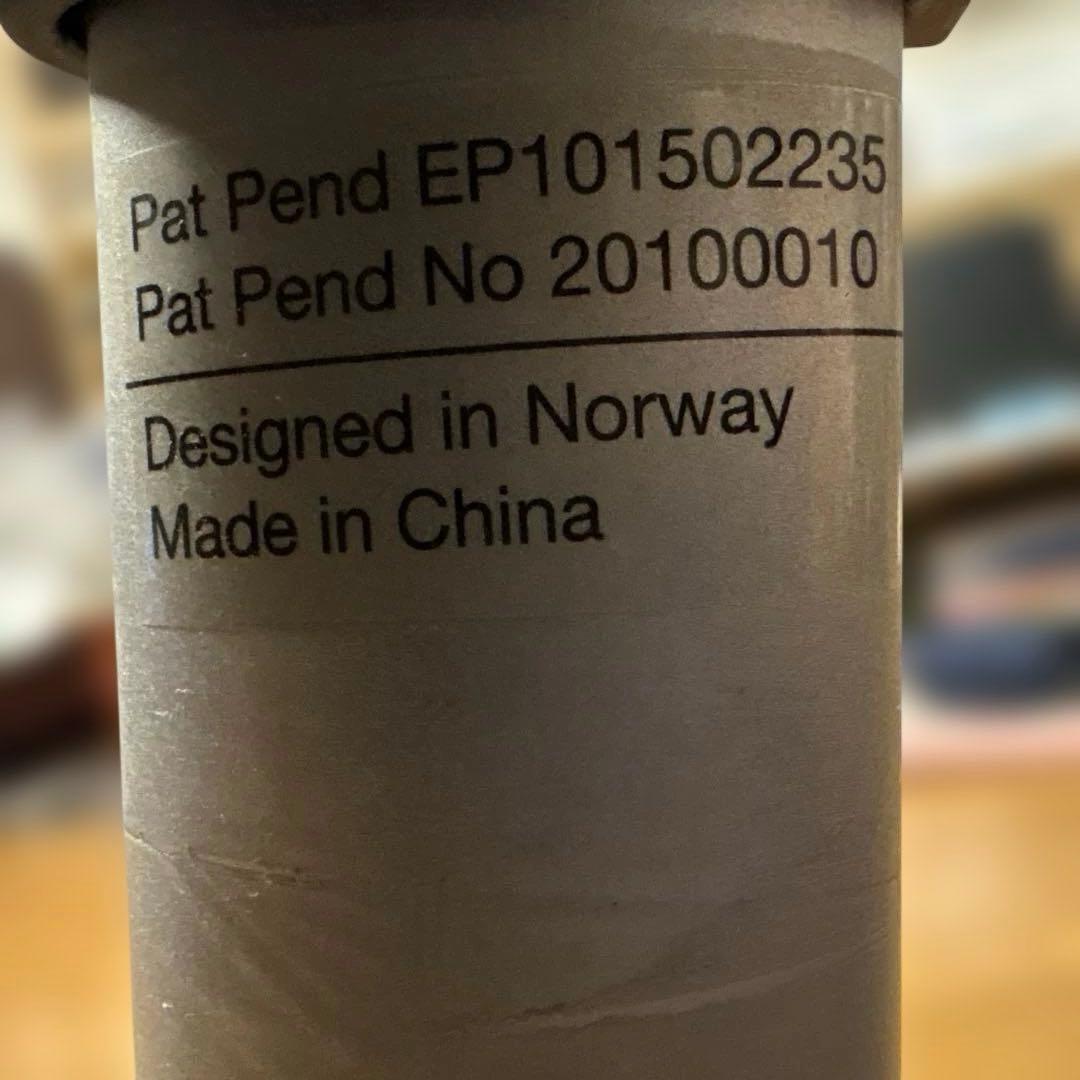 Pat Pend EP101502235
Pat Pend No 20100010
Designed in Norway
Made in China